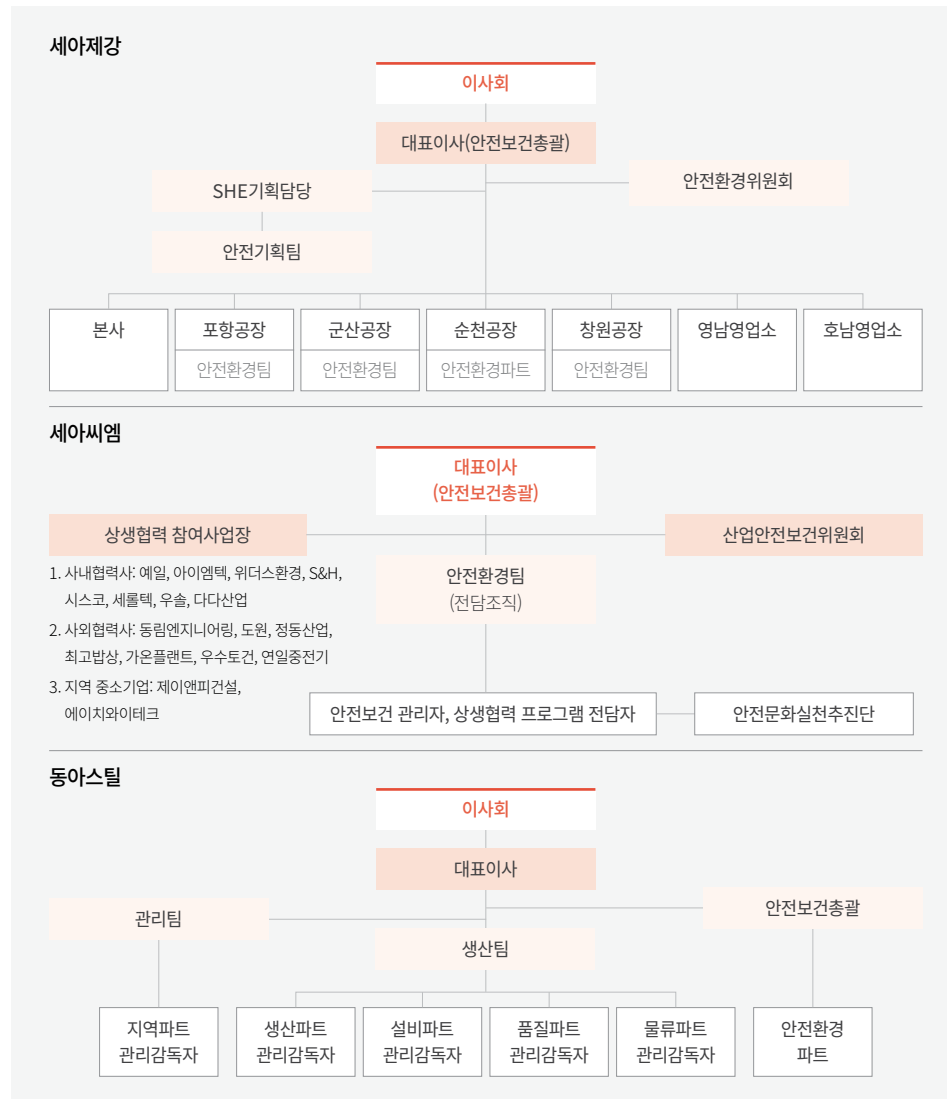 세아제강
이사회
대표이사(안전보건총괄)
SHE기획담당
안전환경위원회
안전기획팀
본사
포항공장
안전환경팀
군산공장
안전환경팀
순천공장
안전환경파트
창원공장
안전환경팀
영남영업소
호남영업소
세아씨엠
대표이사
(안전보건총괄)
상생협력 참여사업장
산업안전보건위원회
1. 사내협력사: 예일, 아이엠텍, 위더스환경, S&H,
시스코, 세롤텍, 우솔, 다다산업
2. 사외협력사: 동림엔지니어링, 도원, 정동산업,
최고밥상, 가온플랜트, 우수토건, 연일중전기
3. 지역 중소기업: 제이앤피건설,
에이치와이테크
안전환경팀
(전담조직)
안전보건 관리자, 상생협력 프로그램 전담자
안전문화실천추진단
동아스틸
이사회
대표이사
관리팀
안전보건총괄
생산팀
지역파트
관리감독자
생산파트
관리감독자
설비파트
관리감독자
품질파트
관리감독자
물류파트
관리감독자
안전환경
파트